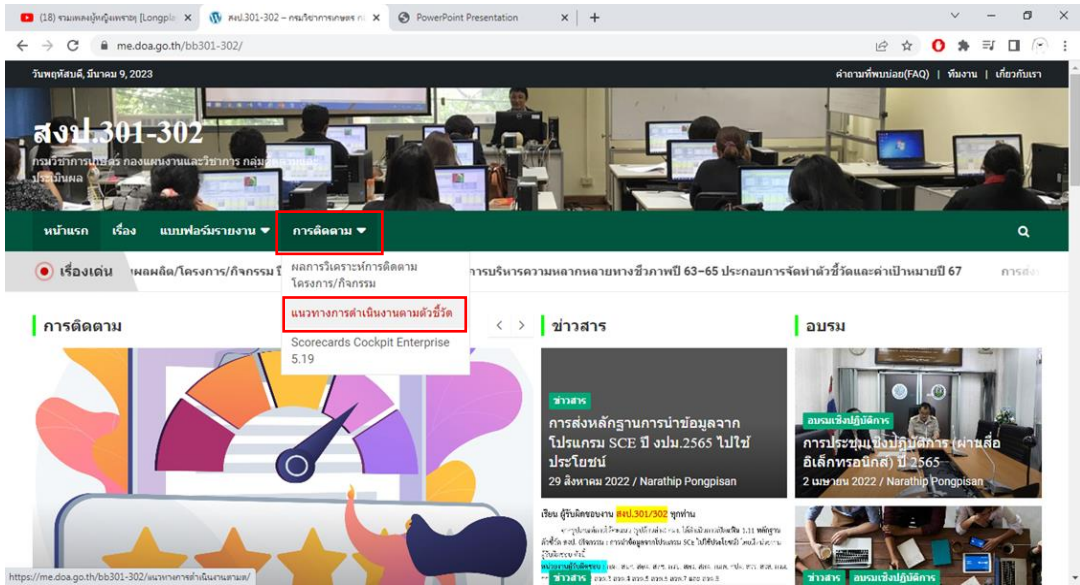 (18) รวมเพลงผู้หญิงเพราะๆ [Longpla
สงป.301-302 – กรมวิชาการเกษตร ก
PowerPoint Presentation
me.doa.go.th/bb301-302/
วันพฤหัสบดี, มีนาคม 9, 2023
คำถามที่พบบ่อย(FAQ) | ทีมงาน | เกี่ยวกับเรา
สงป.301-302
กรมวิชาการเกษตร กองแผนงานและวิชาการ กลุ่มติดตามและ
ประเมินผล
หน้าแรก เรื่อง แบบฟอร์มรายงาน การติดตาม
เรื่องเด่น
ผลผลิต/โครงการ/กิจกรรม ปี
การบริหารความหลากหลายทางชีวภาพปี 63-65 ประกอบการจัดทำตัวชี้วัดและค่าเป้าหมายปี 67
การส่ง
ผลการวิเคราะห์การติดตาม
โครงการ/กิจกรรม
แนวทางการดำเนินงานตามตัวชี้วัด
Scorecards Cockpit Enterprise
5.19
การติดตาม
ข่าวสาร
อบรม
ข่าวสาร
การส่งหลักฐานการนำข้อมูลจาก
โปรแกรม SCE ปี งปม.2565 ไปใช้
ประโยชน์
29 สิงหาคม 2022 / Narathip Pongpisan
อบรมเชิงปฏิบัติการ
การประชุมเชิงปฏิบัติการ (ผ่านสื่อ
อิเล็กทรอนิกส์) ปี 2565
2 เมษายน 2022 / Narathip Pongpisan
เรียน ผู้รับผิดชอบงาน สงป.301/302 ทุกท่าน
ข่าวสาร
ข่าวสาร อบรมเชิงปฏิบัติการ
https://me.doa.go.th/bb301-302/แนวทางการดำเนินงานตาม/